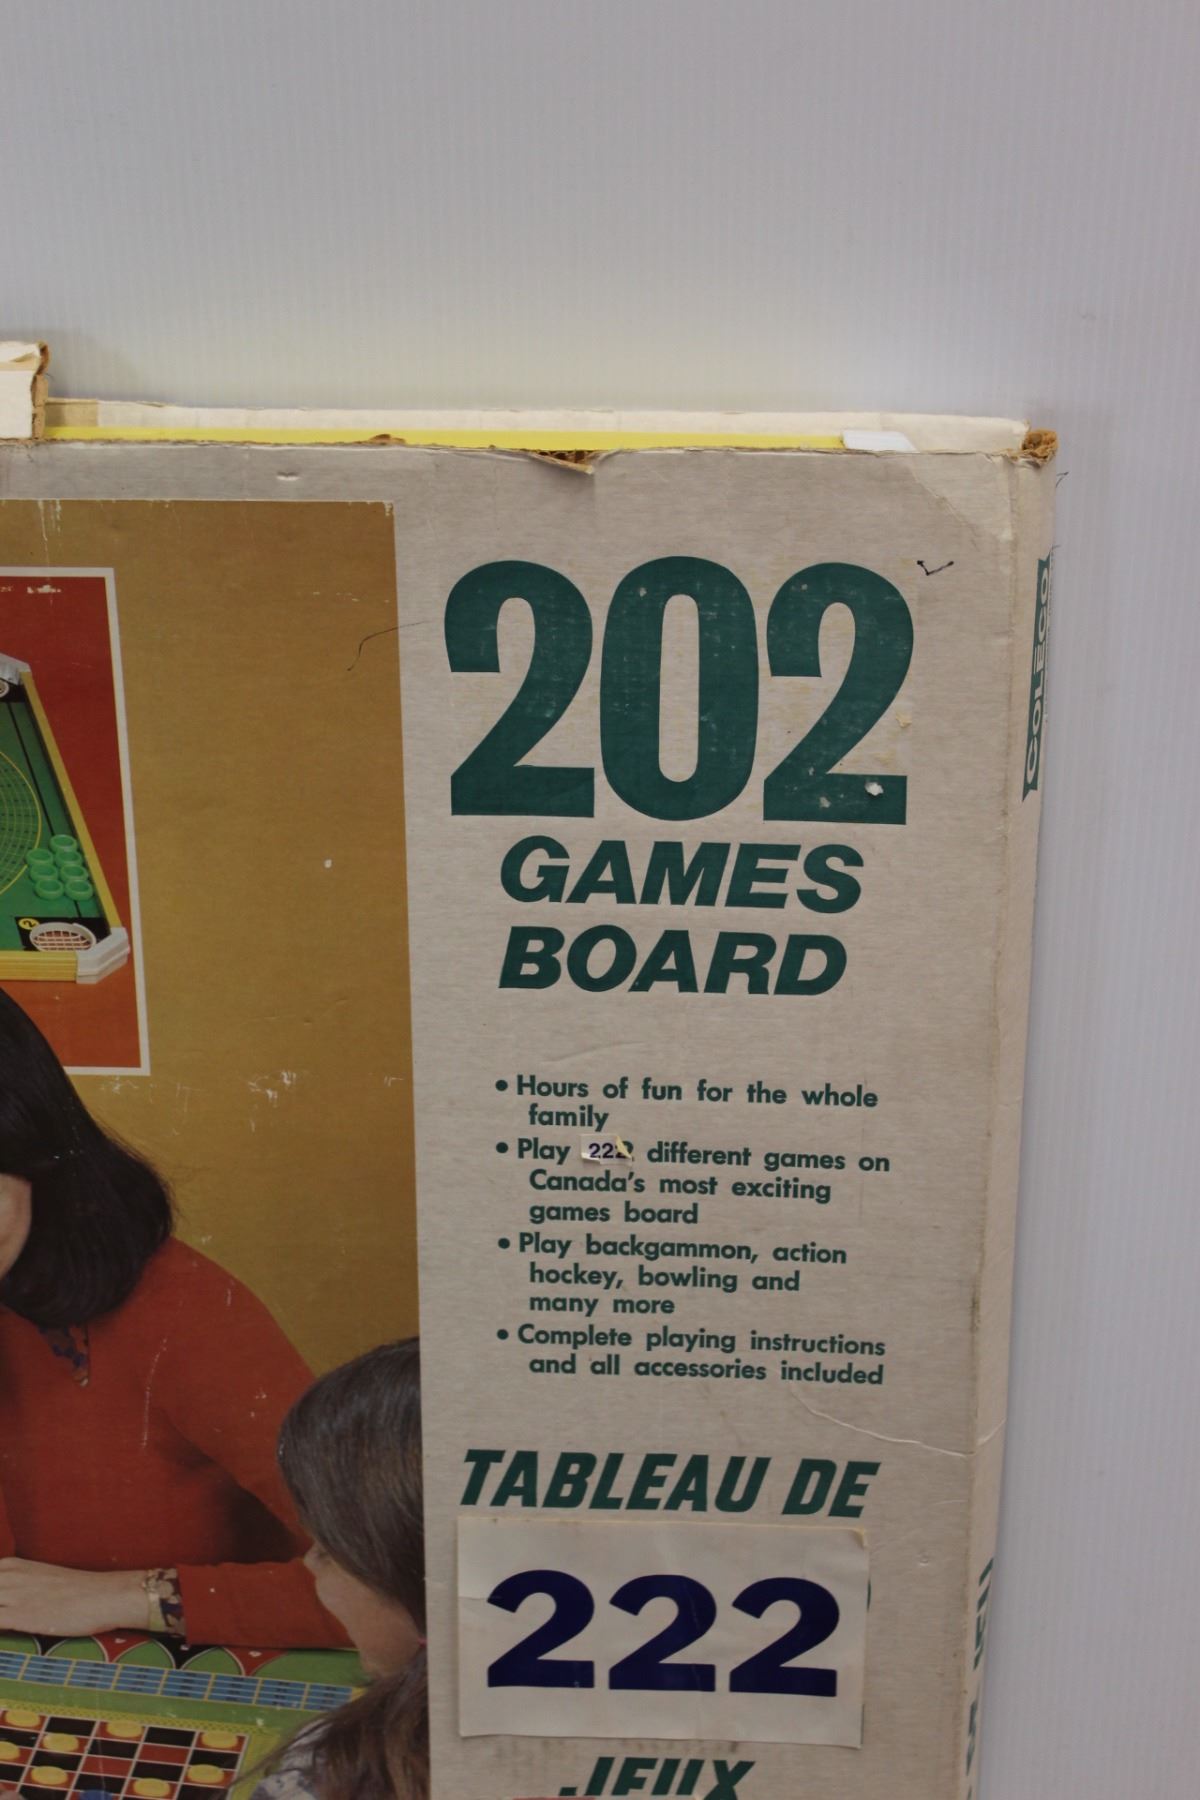 202
GAMES
BOARD
• Hours of fun for the whole
family
• Play 222 different games on
Canada's most exciting
games board
• Play backgammon, action
hockey, bowling and
many more
• Complete playing instructions
and all accessories included
TABLEAU DE
222
JEUX
COLECO
2